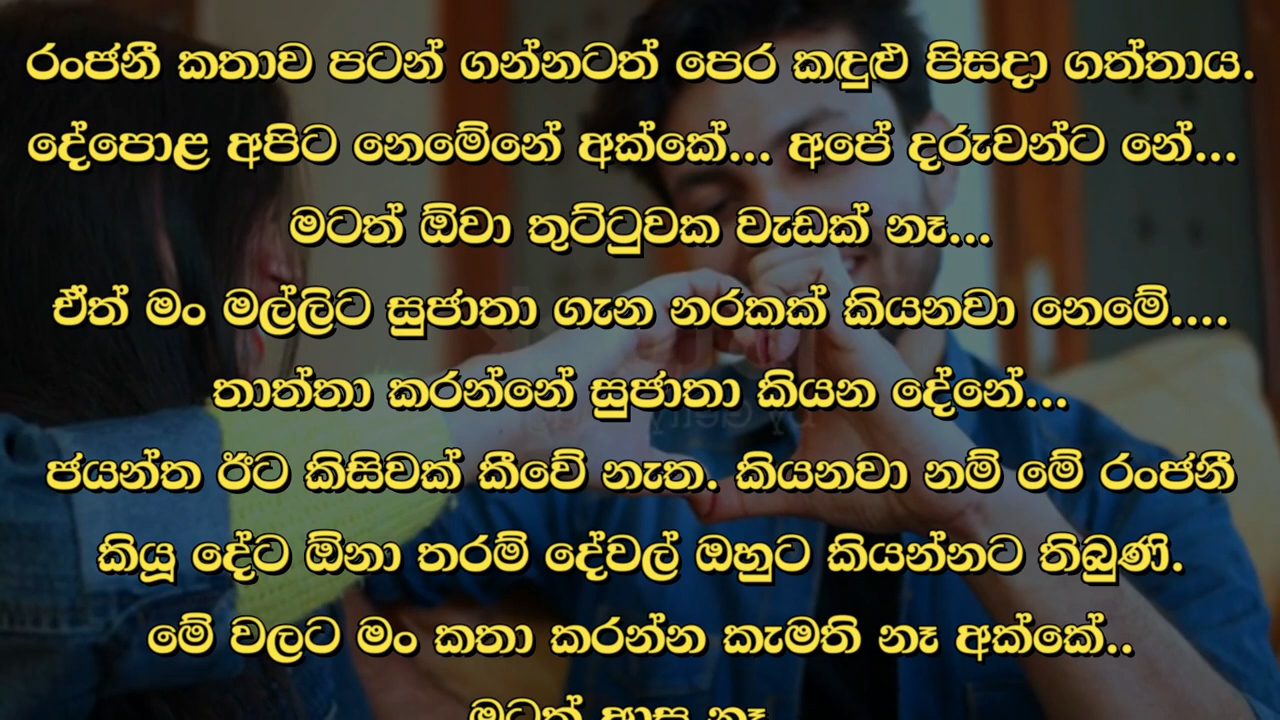 රංජනී කතාව පටන් ගන්නටත් පෙර කඳුළු පිසදා ගත්තාය.
දේපොළ අපිට නෙමේනේ අක්කේ... අපේ දරුවන්ට නේ...
මටත් ඕවා තුට්ටුවක වැඩක් නෑ...
ඒත් මං මල්ලිට සුජාතා ගැන නරකක් කියනවා නෙමේ....
තාත්තා කරන්නේ සුජාතා කියන දේනේ...
ජයන්ත ඊට කිසිවක් කීවේ නැත. කියනවා නම් මේ රංජනී
කියූ දේට ඕනා තරම් දේවල් ඔහුට කියන්නට තිබුණි.
මේ වලට මං කතා කරන්න කැමති නෑ අක්කේ..
මටත් ආස නෑ